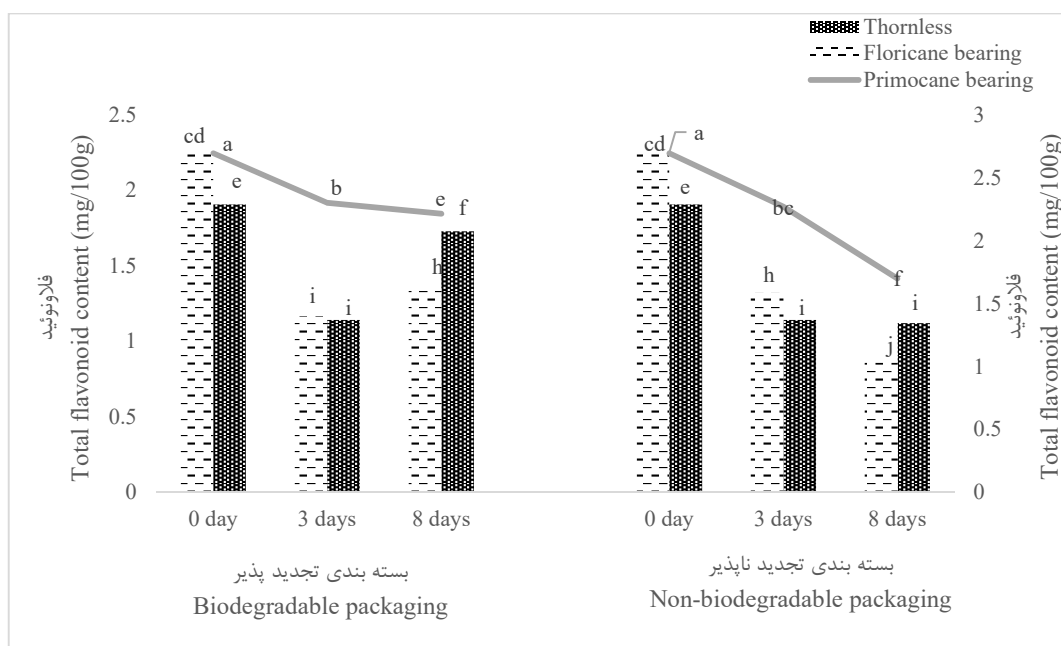 Thornless
Floricane bearing
Primocane bearing
فلاونوئید
Total flavonoid content (mg/100g)
2.5
2
1.5
1
0.5
0
cd
a
e
b
i
i
e
f
h
cd
a
e
bc
h
i
f
i
j
3
2.5
2
1.5
1
0.5
0
فلاونوئید
Total flavonoid content (mg/100g)
0 day
3 days
8 days
0 day
3 days
8 days
بسته بندی تجدید پذیر
Biodegradable packaging
بسته بندی تجدید ناپذیر
Non-biodegradable packaging